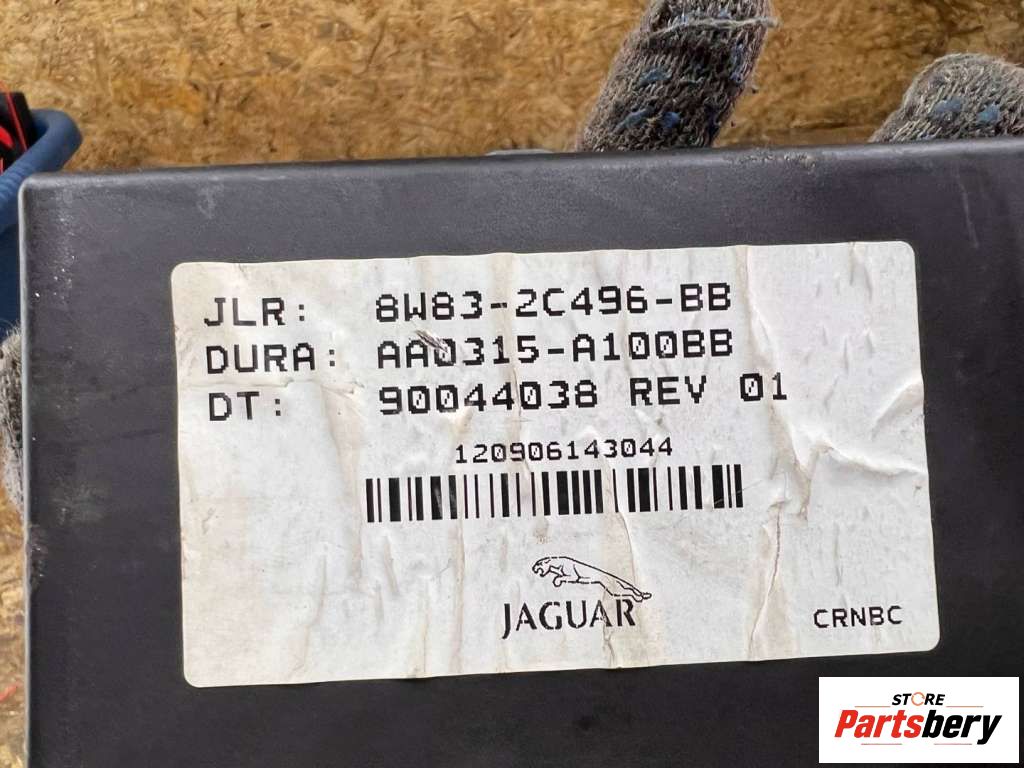 JLR: 8W83-2C496-BB
DURA: AA0315-A100BB
DT: 90044038 REV 01
120906143044
JAGUAR
CRNBC
STORE
Partsbery